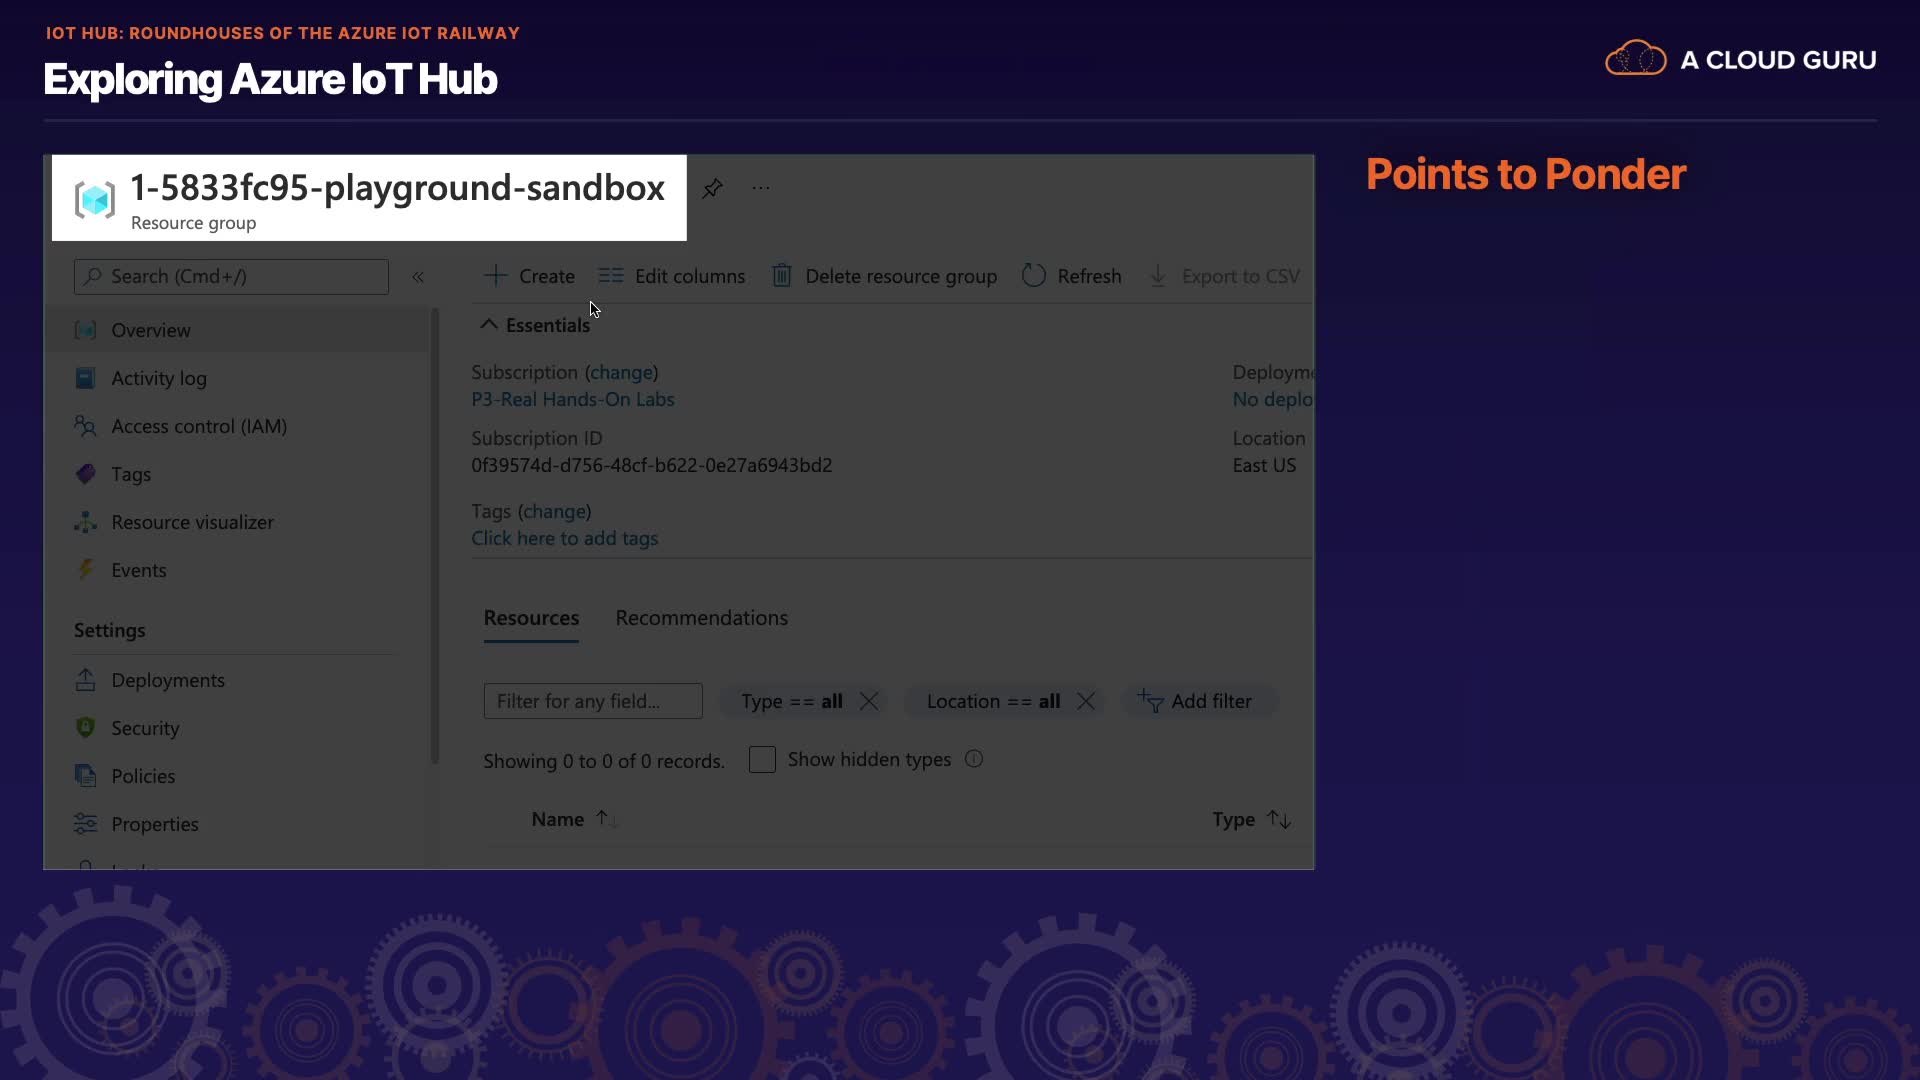 IOT HUB: ROUNDHOUSES OF THE AZURE IOT RAILWAY
Exploring Azure IoT Hub
A CLOUD GURU
1-5833fc95-playground-sandbox
Resource group
Points to Ponder
Search (Cmd+/)
Create
Edit columns
Delete resource group
Refresh
Export to CSV
Overview
Activity log
Access control (IAM)
Tags
Resource visualizer
Events
Settings
Deployments
Security
Policies
Properties
Essentials
Subscription (change)
P3-Real Hands-On Labs
Subscription ID
0f39574d-d756-48cf-b622-0e27a6943bd2
Tags (change)
Click here to add tags
Deployme
No deplo
Location
East US
Resources
Recommendations
Filter for any field...
Type == all
Location == all
Add filter
Showing 0 to 0 of 0 records.
Show hidden types
Name
Type